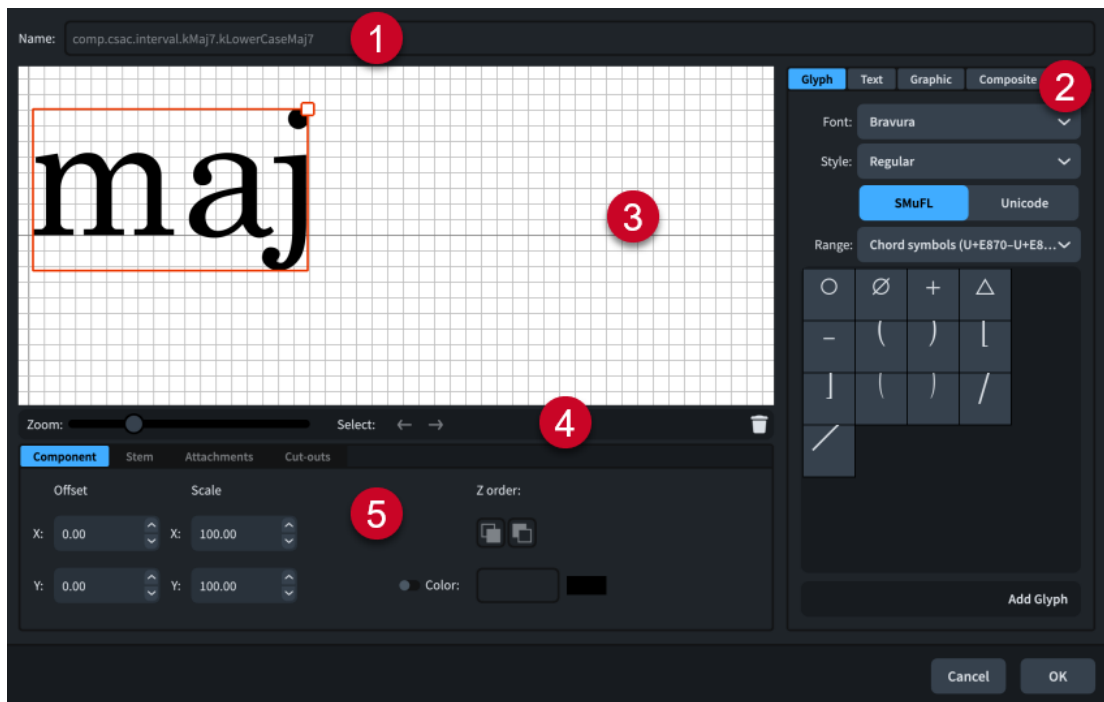 Name: comp.csac.interval.kMaj7.kLowerCaseMaj7
1
Glyph Text Graphic Composite
2
maj
3
Font: Bravura
Style: Regular
SMuFL Unicode
Range: Chord symbols (U+E870–U+E8...
Zoom: Select: ← →
4
Component Stem Attachments Cut-outs
Offset Scale Z order:
5
X: 0.00 X: 100.00
Y: 0.00 Y: 100.00 Color:
Add Glyph
Cancel OK